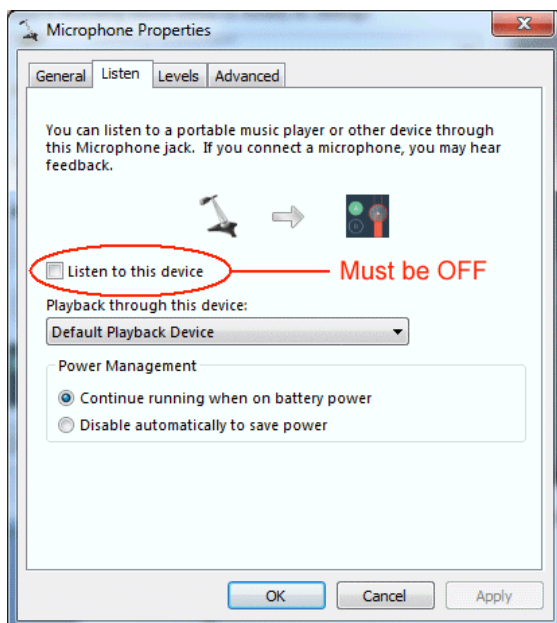 Microphone Properties
General Listen Levels Advanced
You can listen to a portable music player or other device through
this Microphone jack. If you connect a microphone, you may hear
feedback.
Listen to this device
Must be OFF
Playback through this device:
Default Playback Device
Power Management
Continue running when on battery power
Disable automatically to save power
OK Cancel Apply